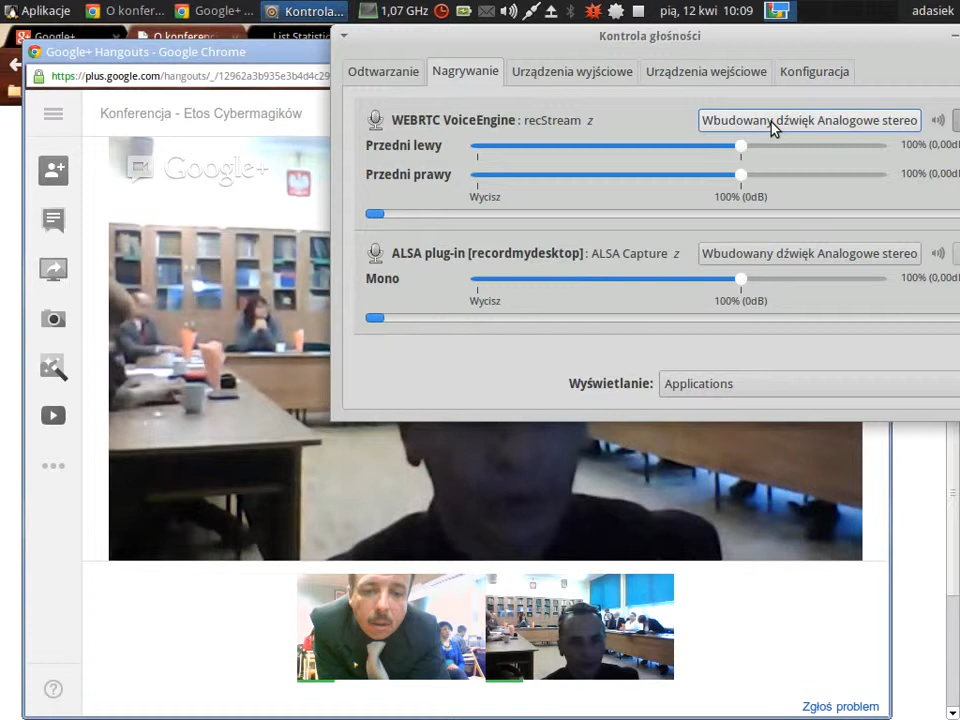 Aplikacje
O konfer...
Google+ ...
Kontrola...
1,07 GHz
pią, 12 kwi 10:09
adasiek
Google+
O konferenc
List Statistic
Google+ Hangouts - Google Chrome
https://plus.google.com/hangouts/_/12962a3b935e3b4d4c29
Konferencja - Etos Cybermagików
Google+
Kontrola głośności
Odtwarzanie
Nagrywanie
Urządzenia wyjściowe
Urządzenia wejściowe
Konfiguracja
WEBRTC VoiceEngine : recStream z
Wbudowany dźwięk Analogowe stereo
Przedni lewy
100% (0,00d
Przedni prawy
100% (0,00d
Wycisz
100% (0dB)
ALSA plug-in [recordmydesktop] : ALSA Capture z
Wbudowany dźwięk Analogowe stereo
Mono
100% (0,00d
Wycisz
100% (0dB)
Wyświetlanie:
Applications
Zgłoś problem